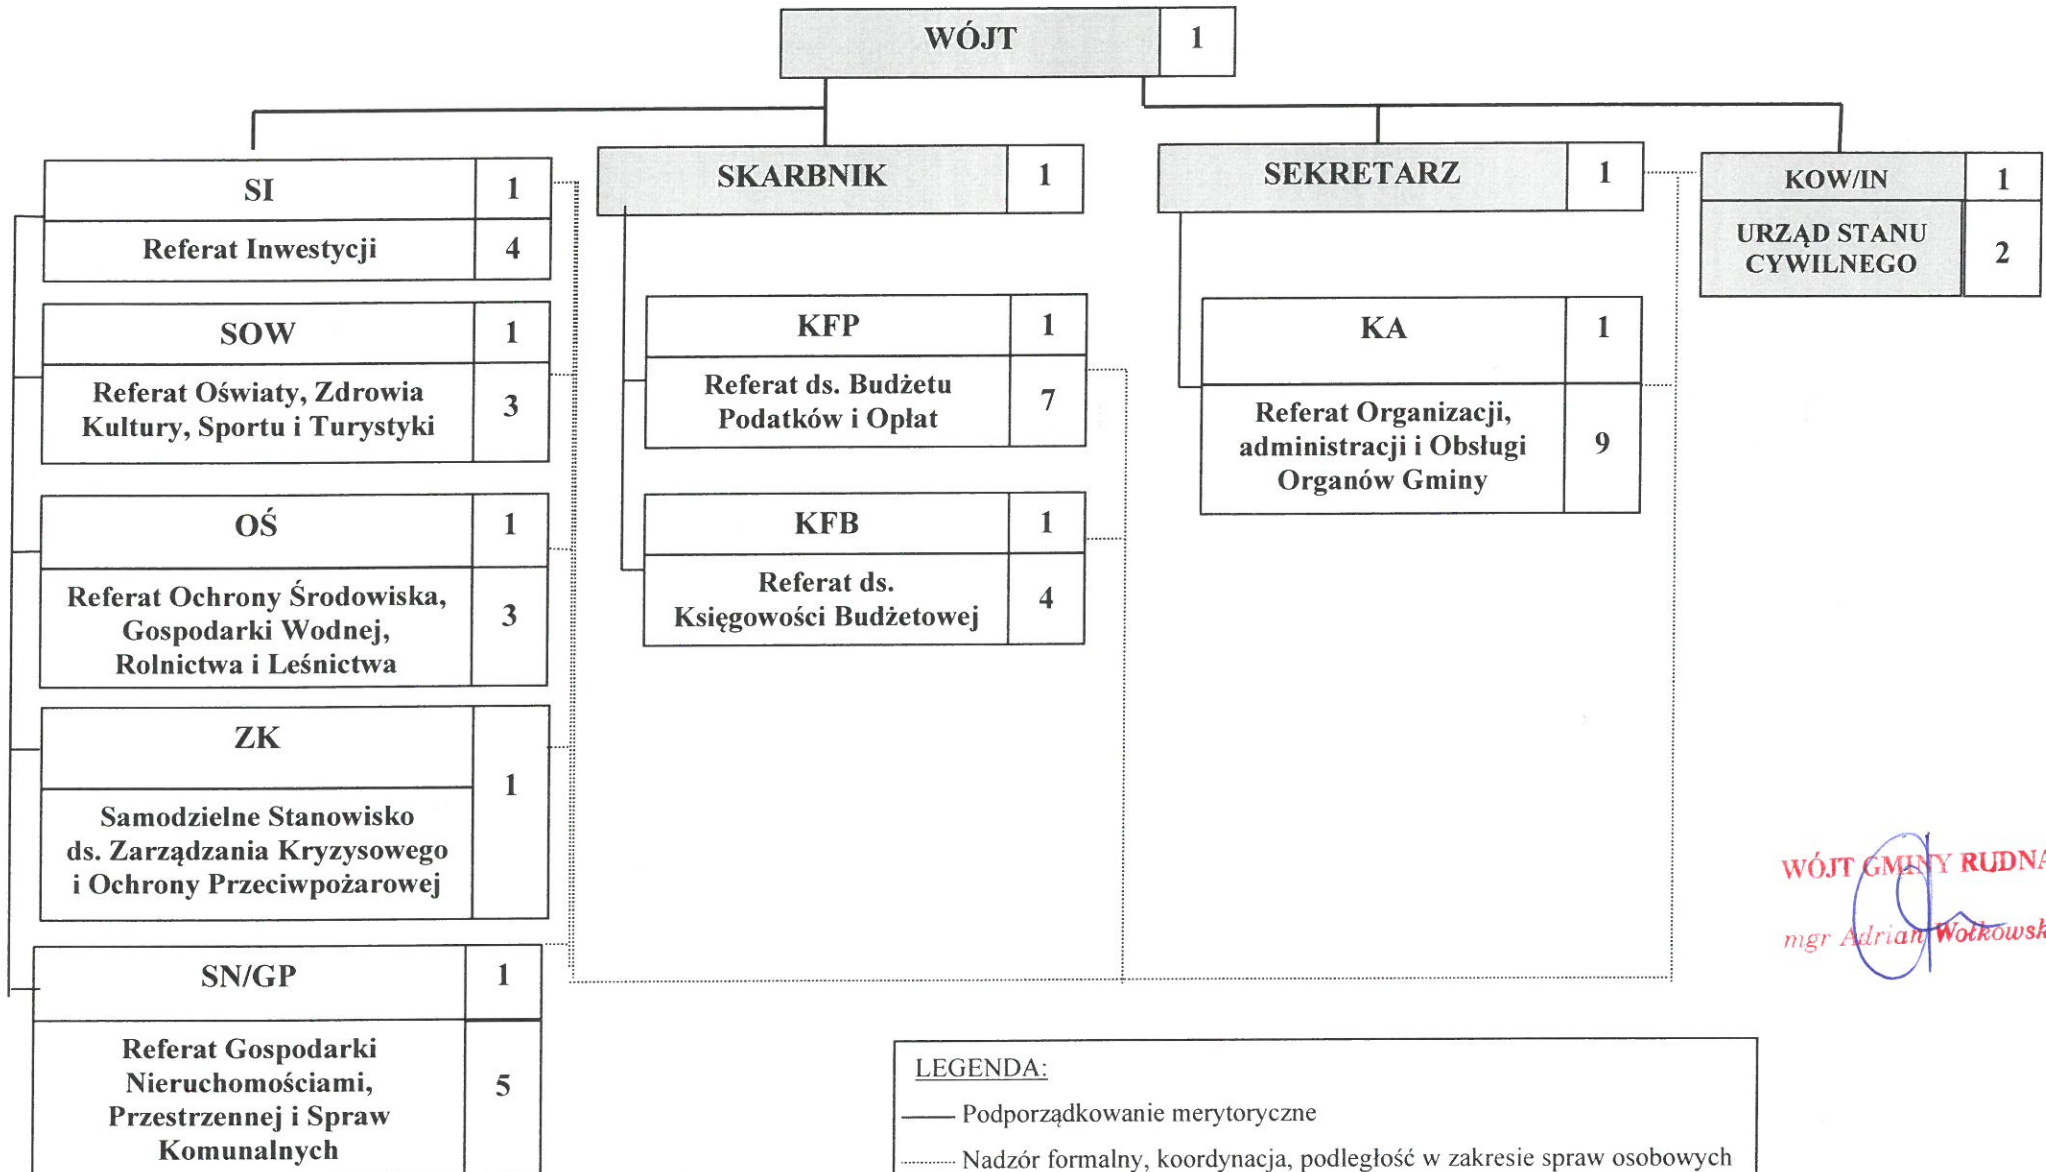 WÓJT 1
SI 1
Referat Inwestycji 4
SOW 1
Referat Oświaty, Zdrowia
Kultury, Sportu i Turystyki 3
OŚ 1
Referat Ochrony Środowiska,
Gospodarki Wodnej,
Rolnictwa i Leśnictwa 3
ZK 1
Samodzielne Stanowisko
ds. Zarządzania Kryzysowego
i Ochrony Przeciwpożarowej
SN/GP 1
Referat Gospodarki
Nieruchomościami,
Przestrzennej i Spraw
Komunalnych 5
SKARBNIK 1
KFP 1
Referat ds. Budżetu
Podatków i Opłat 7
KFB 1
Referat ds.
Księgowości Budżetowej 4
SEKRETARZ 1
KA 1
Referat Organizacji,
administracji i Obsługi
Organów Gminy 9
KOW/IN 1
URZĄD STANU
CYWILNEGO 2
WÓJT GMINY RUDNA
mgr Adrian Wołkowsk
LEGENDA:
Podporządkowanie merytoryczne
Nadzór formalny, koordynacja, podległość w zakresie spraw osobowych